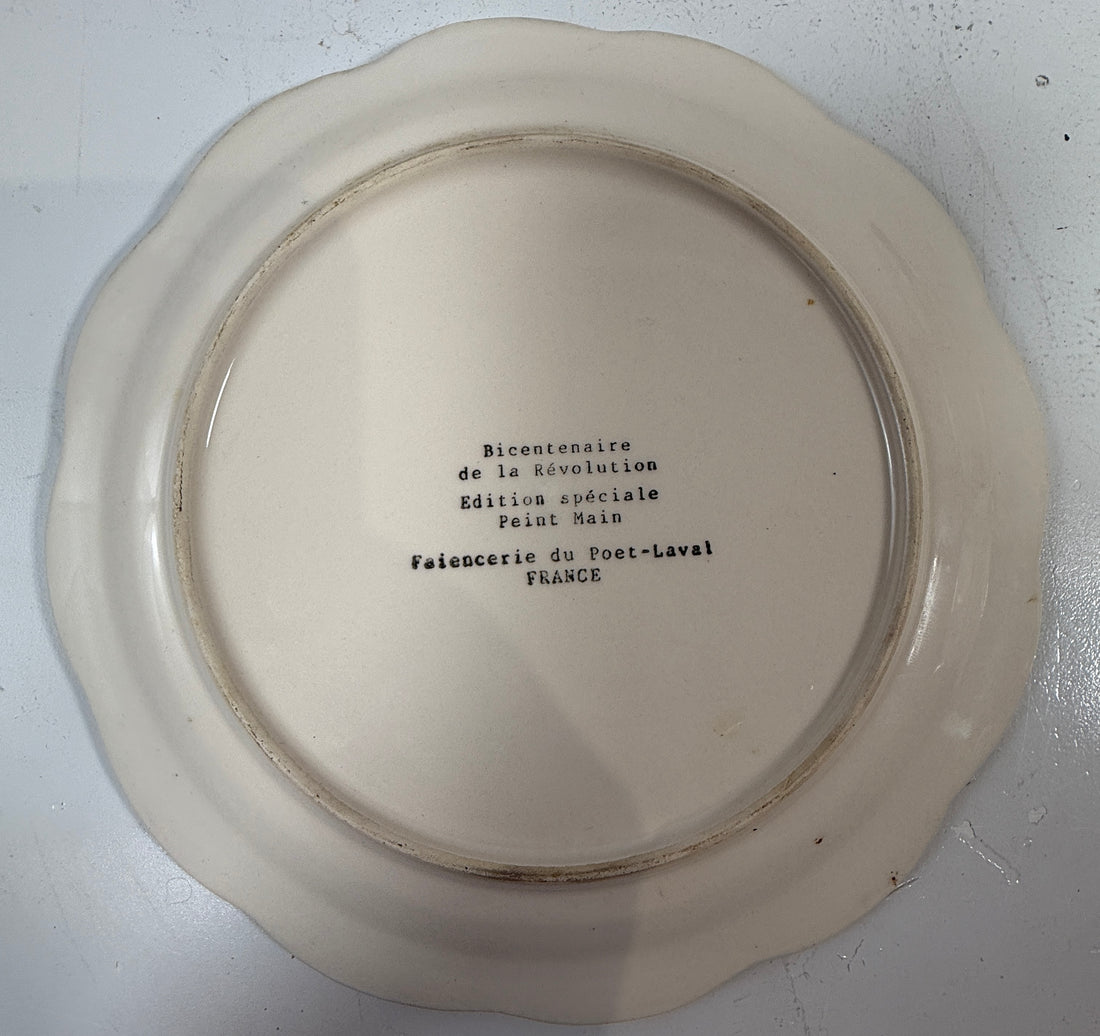 Bicentenaire
de la Révolution
Edition spéciale
Peint Main
Faiencerie du Poet-Laval
FRANCE